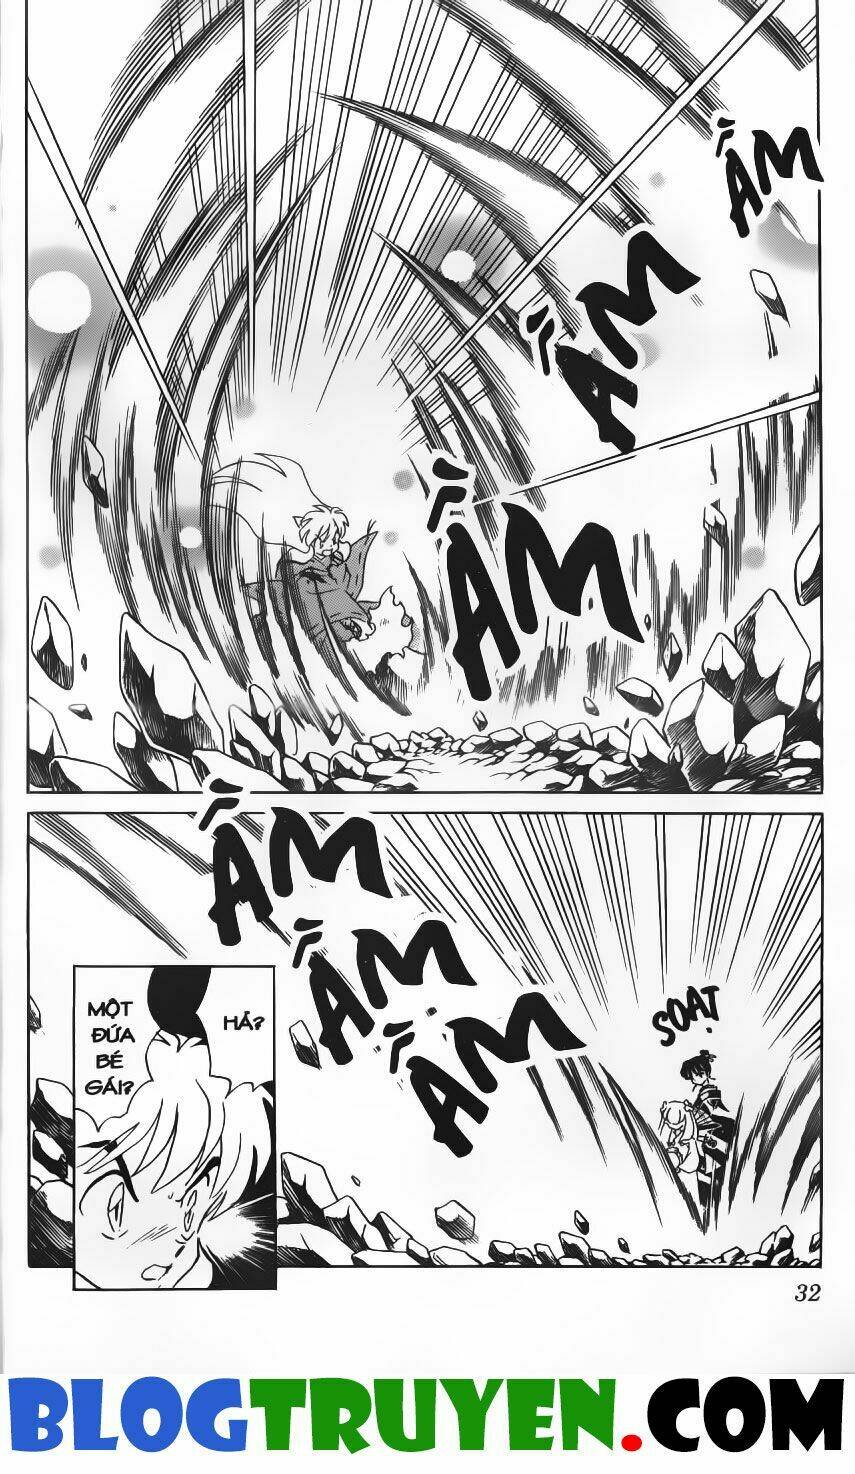 ẦM
ẦM
ẦM
ẦM
ẦM
ẦM
SOẠT
HẢ?
MỘT
ĐỨA
BÉ
GÁI?
32
BLOGTRUYEN.COM